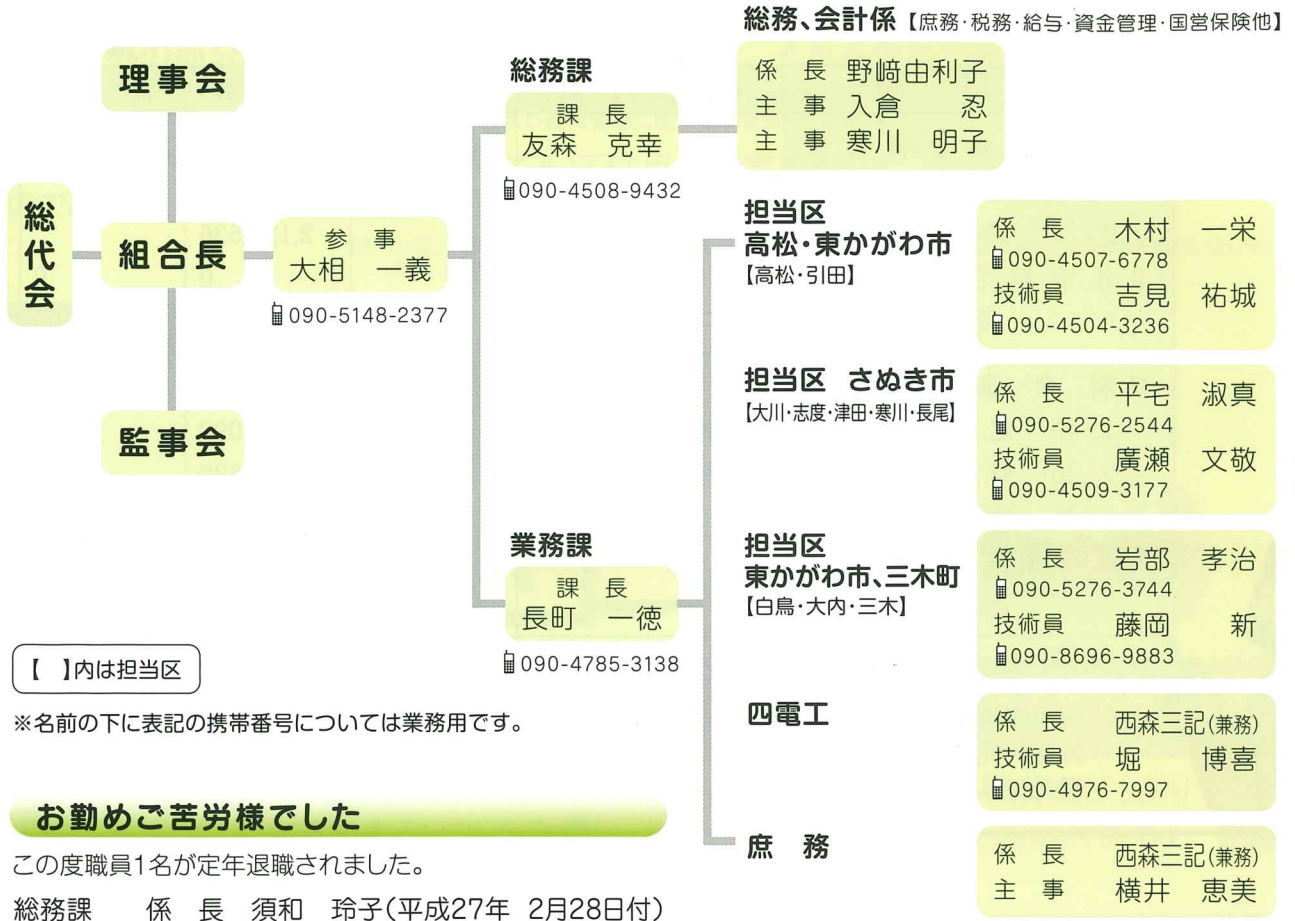 総務、会計係【庶務・税務・給与・資金管理・国営保険他】
理事会
総代会
組合長
監事会
参 事
大相 一義
090-5148-2377
総務課
課 長
友森 克幸
090-4508-9432
係 長 野﨑由利子
主 事 入倉 忍
主 事 寒川 明子
業務課
課 長
長町 一徳
090-4785-3138
担当区
高松・東かがわ市
【高松・引田】
係 長 木村 一栄
090-4507-6778
技術員 吉見 祐城
090-4504-3236
担当区 さぬき市
【大川・志度・津田・寒川・長尾】
係 長 平宅 淑真
090-5276-2544
技術員 廣瀬 文敬
090-4509-3177
担当区
東かがわ市、三木町
【白鳥・大内・三木】
係 長 岩部 孝治
090-5276-3744
技術員 藤岡 新
090-8696-9883
四電工
係 長 西森三記(兼務)
技術員 堀 博喜
090-4976-7997
庶 務
係 長 西森三記(兼務)
主 事 横井 恵美
【 】内は担当区
※名前の下に表記の携帯番号については業務用です。
お勤めご苦労様でした
この度職員1名が定年退職されました。
総務課 係 長 須和 玲子(平成27年 2月28日付)